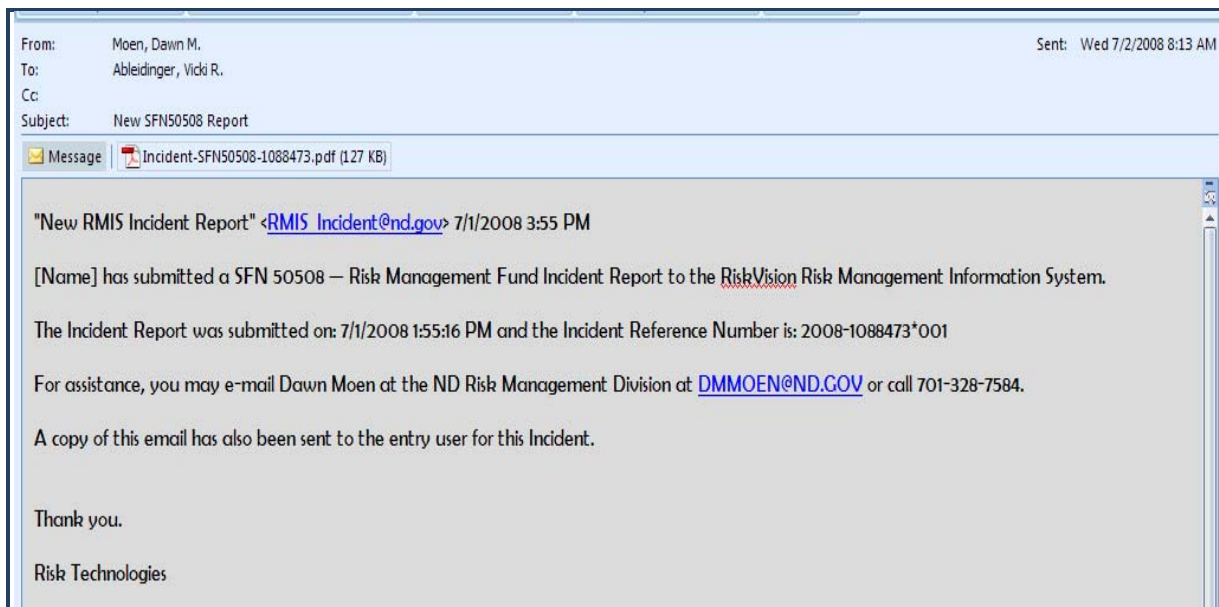 From: Moen, Dawn M. Sent: Wed 7/2/2008 8:13 AM
To: Ableidinger, Vicki R.
Cc:
Subject: New SFN50508 Report
Message Incident-SFN50508-1088473.pdf (127 KB)
"New RMIS Incident Report" <RMIS_Incident@nd.gov> 7/1/2008 3:55 PM
[Name] has submitted a SFN 50508 – Risk Management Fund Incident Report to the RiskVision Risk Management Information System.
The Incident Report was submitted on: 7/1/2008 1:55:16 PM and the Incident Reference Number is: 2008-1088473*001
For assistance, you may e-mail Dawn Moen at the ND Risk Management Division at DMMOEN@ND.GOV or call 701-328-7584.
A copy of this email has also been sent to the entry user for this Incident.
Thank you.
Risk Technologies